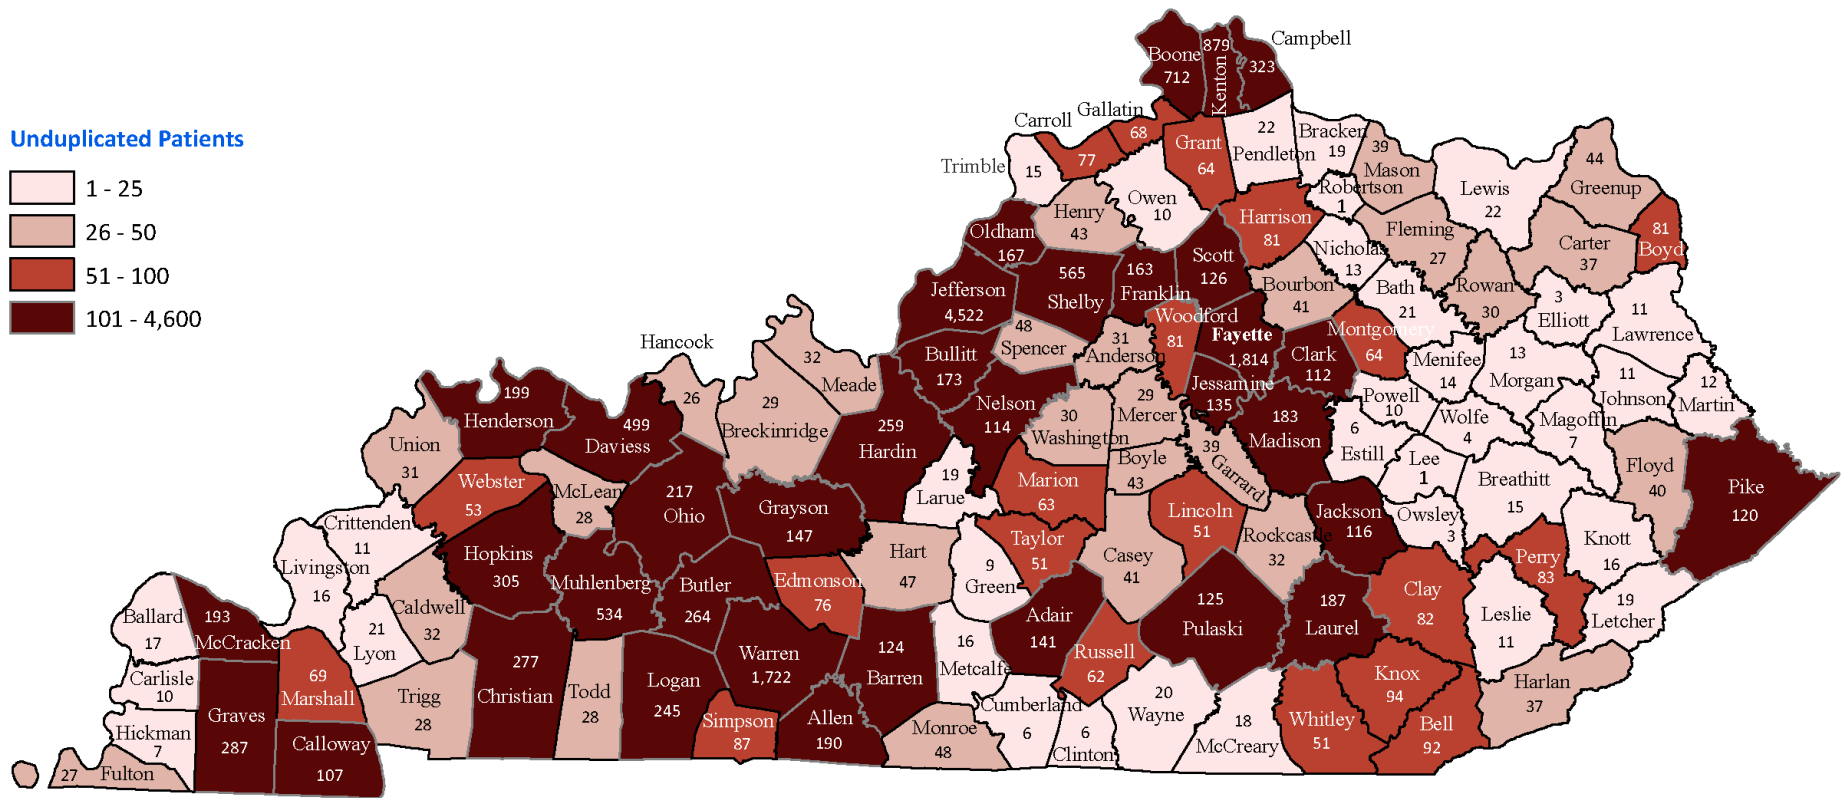 Unduplicated Patients
1 - 25
26 - 50
51 - 100
101 - 4,600
Boone
712
879
Kenton
Campbell
323
Gallatin
68
Carroll
77
Trimble
15
Grant
64
22
Pendleton
Bracken
19
39
Mason
Robertson
1
Lewis
22
44
Greenup
81
Boyd
Carter
37
Fleming
27
Rowan
30
Owen
10
Henry
43
Oldham
167
Harrison
81
Nicholas
13
Scott
126
Bourbon
41
Bath
21
3
Elliott
11
Lawrence
565
Shelby
163
Franklin
Jefferson
4,522
Woodford
81
Fayette
1,814
Clark
112
Montgomery
64
Menifee
14
13
Morgan
11
Johnson
12
Martin
48
Spencer
31
Anderson
Bullitt
173
Jessamine
135
Powell
10
Wolfe
4
Magoffin
7
Nelson
114
30
Washington
29
Mercer
183
Madison
6
Estill
Lee
1
Breathitt
15
Floyd
40
Pike
120
Hancock
26
32
Meade
29
Breckinridge
259
Hardin
19
Larue
Marion
63
Boyle
43
39
Garrard
Lincoln
51
Rockcastle
32
Jackson
116
Owsley
3
Perry
83
Knott
16
19
Letcher
199
Henderson
499
Daviess
Union
31
Webster
53
McLean
28
217
Ohio
Grayson
147
Hart
47
9
Green
Taylor
51
Casey
41
125
Pulaski
187
Laurel
Clay
82
Leslie
11
Crittenden
11
Livingston
16
Hopkins
305
Muhlenberg
534
Butler
264
Edmonson
76
Adair
141
Russell
62
Caldwell
32
21
Lyon
Ballard
17
193
McCracken
69
Marshall
Carlisle
10
Hickman
7
27
Fulton
Graves
287
Calloway
107
Trigg
28
277
Christian
Todd
28
Logan
245
Warren
1,722
Simpson
87
Allen
190
124
Barren
16
Metcalfe
Monroe
48
Cumberland
6
6
Clinton
20
Wayne
18
McCreary
Whitley
51
Knox
94
Bell
92
Harlan
37